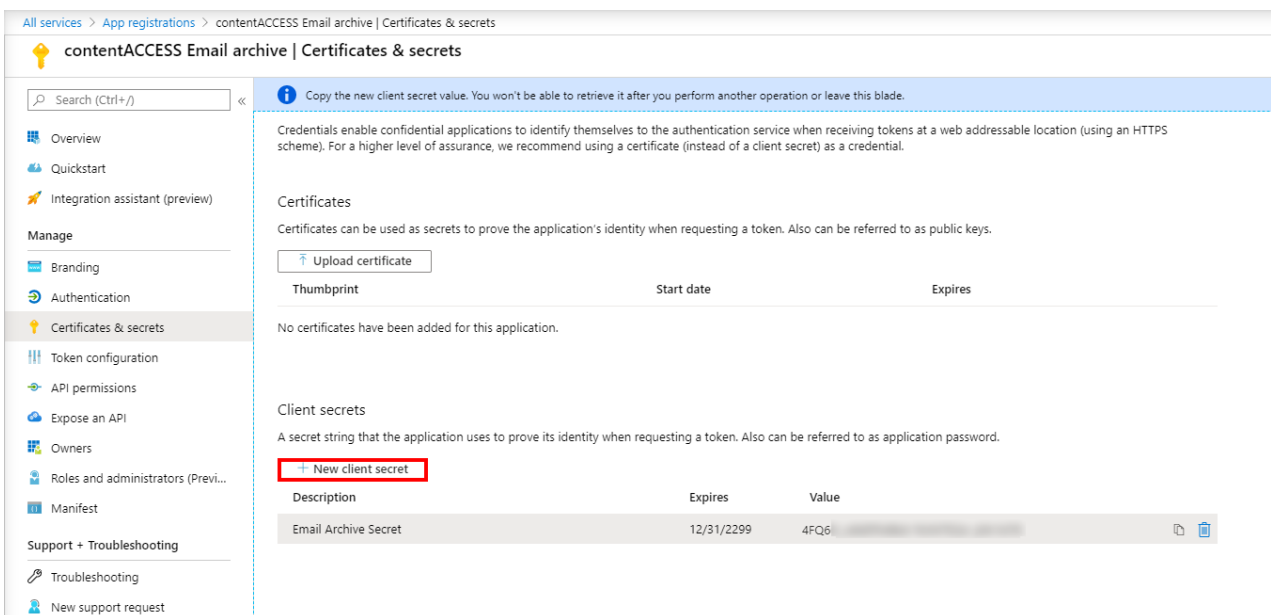 All services > App registrations > contentACCESS Email archive | Certificates & secrets
contentACCESS Email archive | Certificates & secrets
Search (Ctrl+/)
«
Overview
Quickstart
Integration assistant (preview)
Manage
Branding
Authentication
Certificates & secrets
Token configuration
API permissions
Expose an API
Owners
Roles and administrators (Previ...
Manifest
Support + Troubleshooting
Troubleshooting
New support request
Copy the new client secret value. You won't be able to retrieve it after you perform another operation or leave this blade.
Credentials enable confidential applications to identify themselves to the authentication service when receiving tokens at a web addressable location (using an HTTPS
scheme). For a higher level of assurance, we recommend using a certificate (instead of a client secret) as a credential.
Certificates
Certificates can be used as secrets to prove the application's identity when requesting a token. Also can be referred to as public keys.
Upload certificate
Thumbprint Start date Expires
No certificates have been added for this application.
Client secrets
A secret string that the application uses to prove its identity when requesting a token. Also can be referred to as application password.
+ New client secret
Description Expires Value
Email Archive Secret 12/31/2299 4FQ6